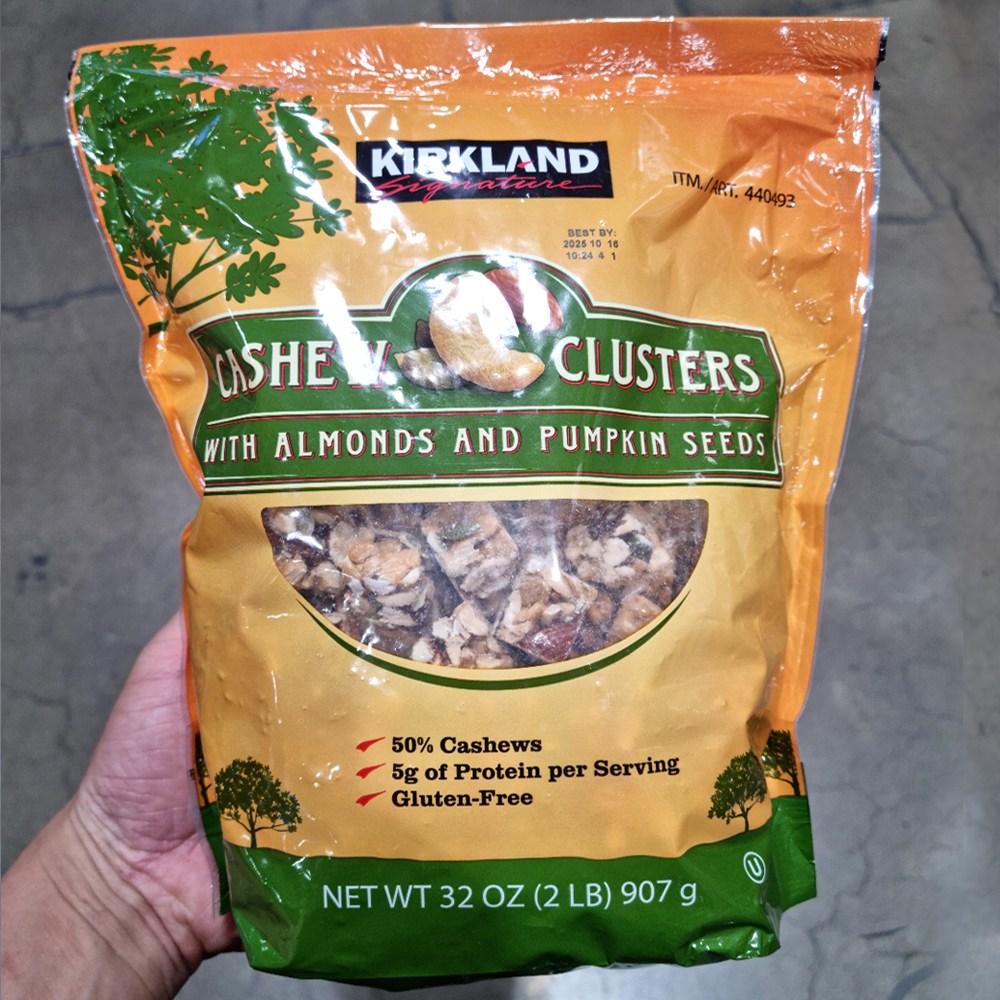 KIRKLAND
Signature
ITM./ART. 440493
BEST BY:
2025 10 16
10:24 4 1
CASHEW CLUSTERS
WITH ALMONDS AND PUMPKIN SEEDS
50% Cashews
5g of Protein per Serving
Gluten-Free
U
NET WT 32 OZ (2 LB) 907 g